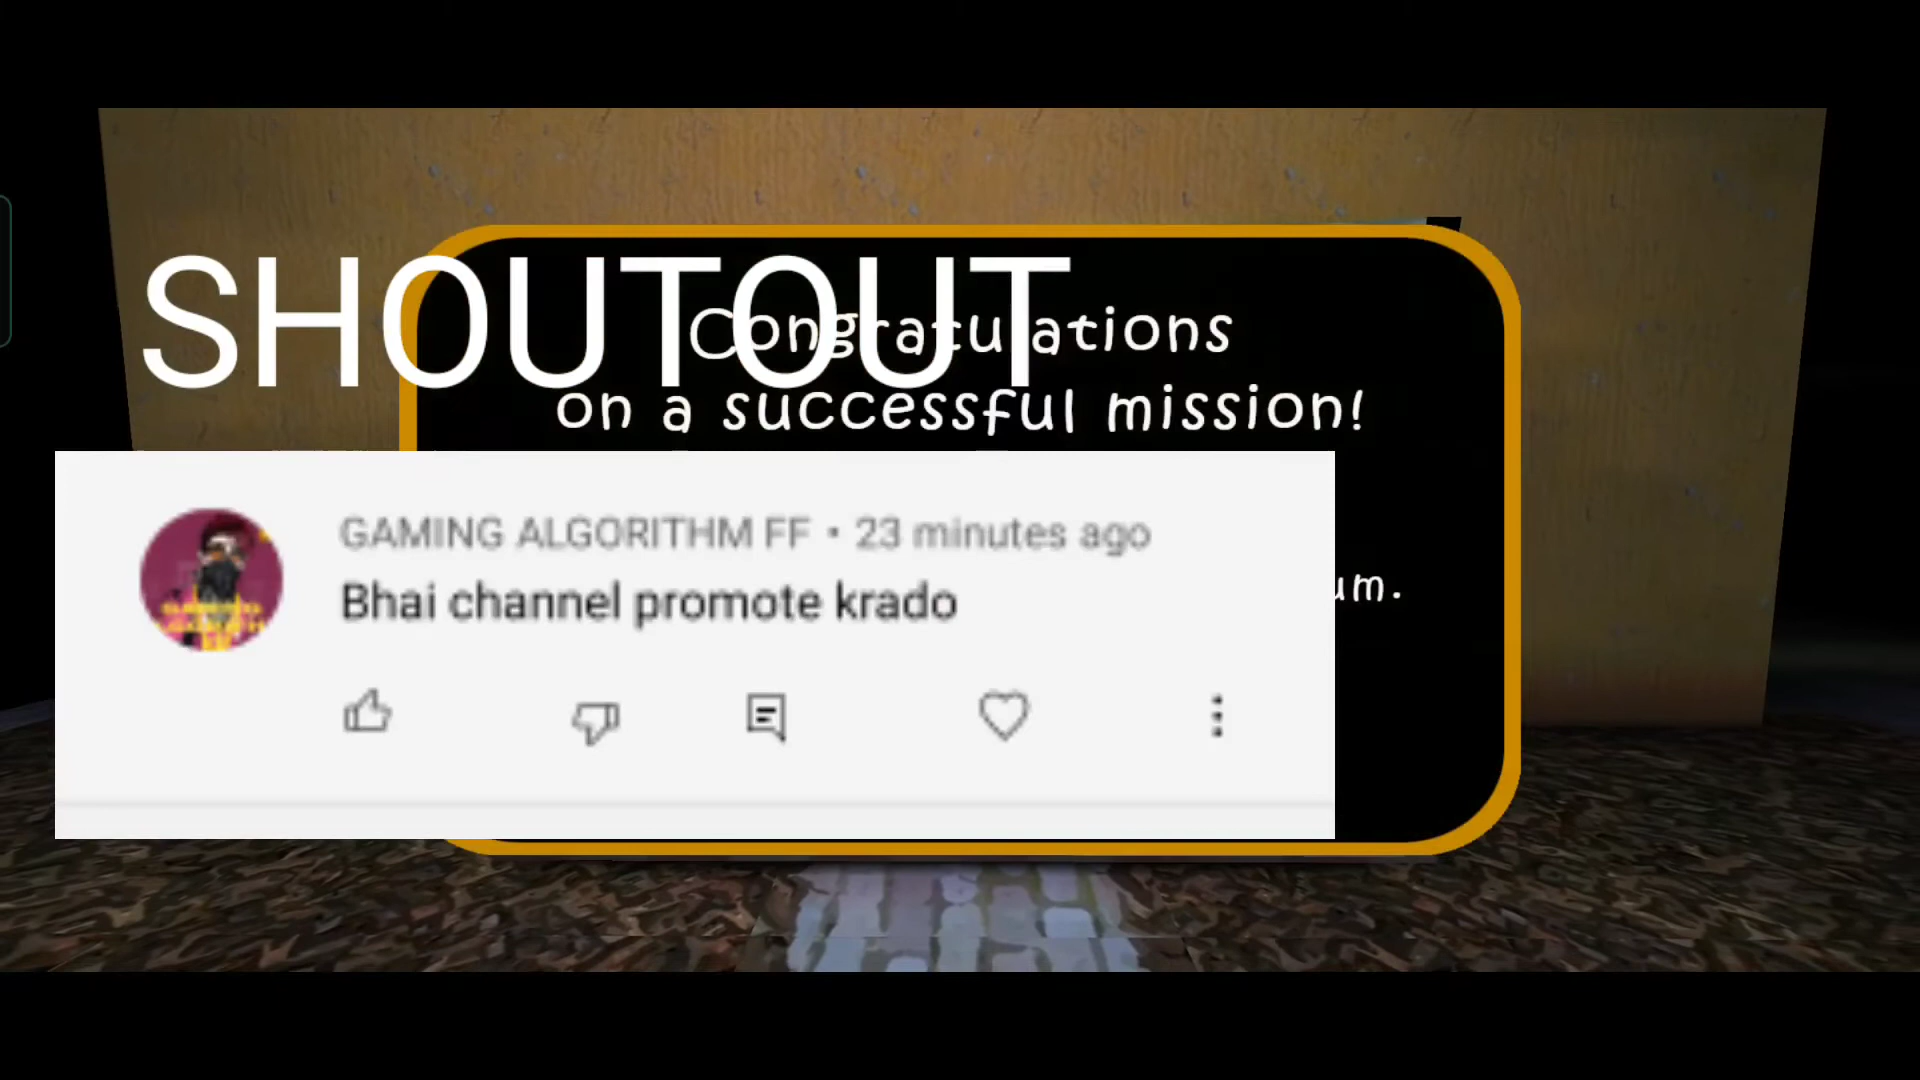 SHOUTOUT
Congratulations
on a successful mission!
GAMING ALGORITHM FF • 23 minutes ago
Bhai channel promote krado